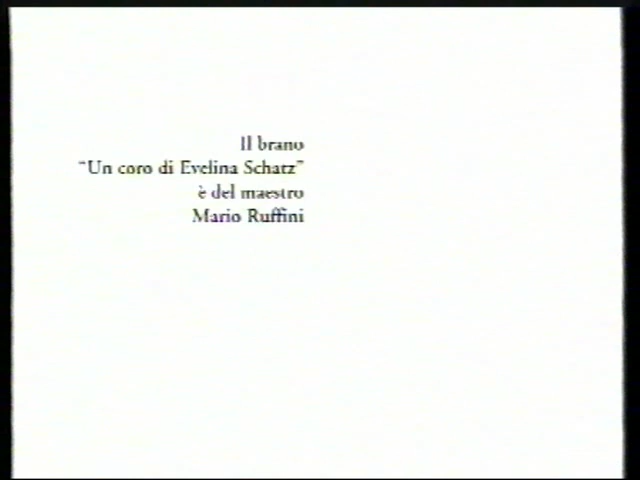 Il brano
“Un coro di Evelina Schatz”
è del maestro
Mario Ruffini